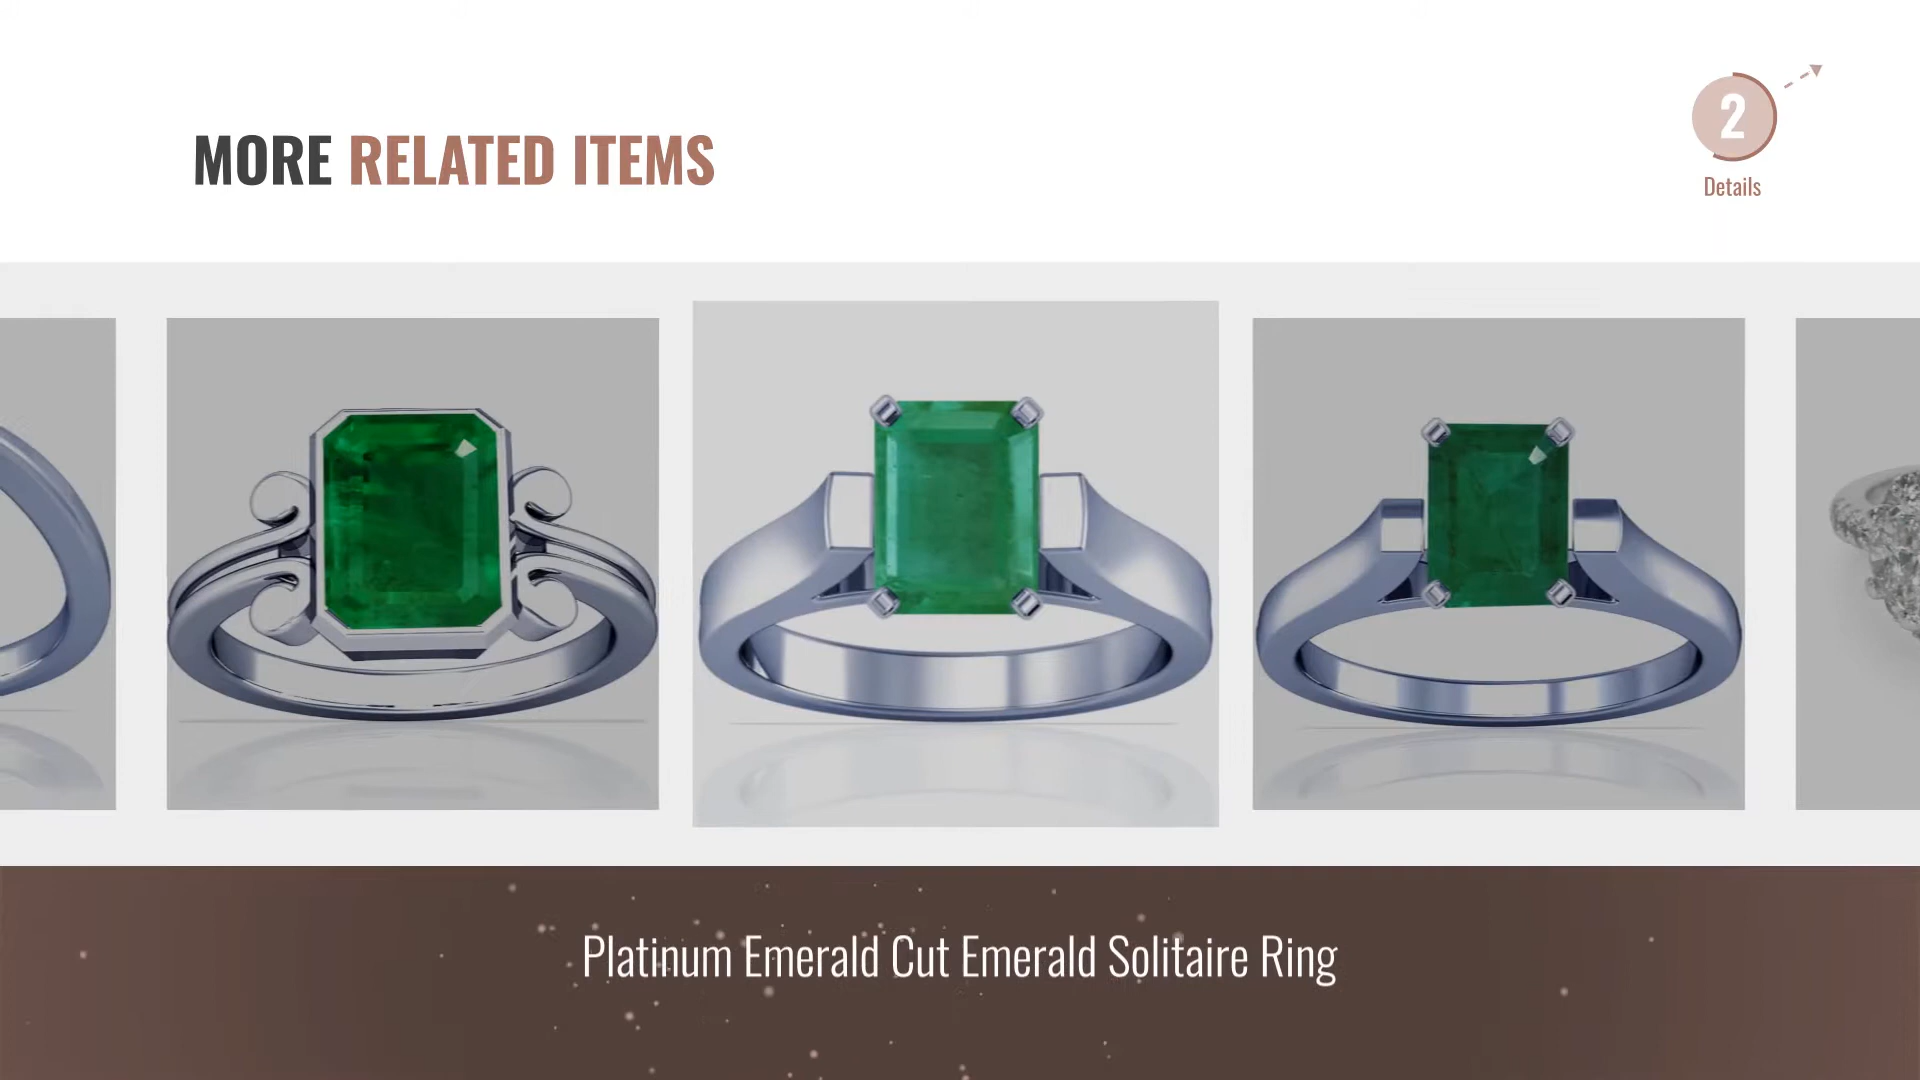 2
MORE RELATED ITEMS
Details
Platinum Emerald Cut Emerald Solitaire Ring